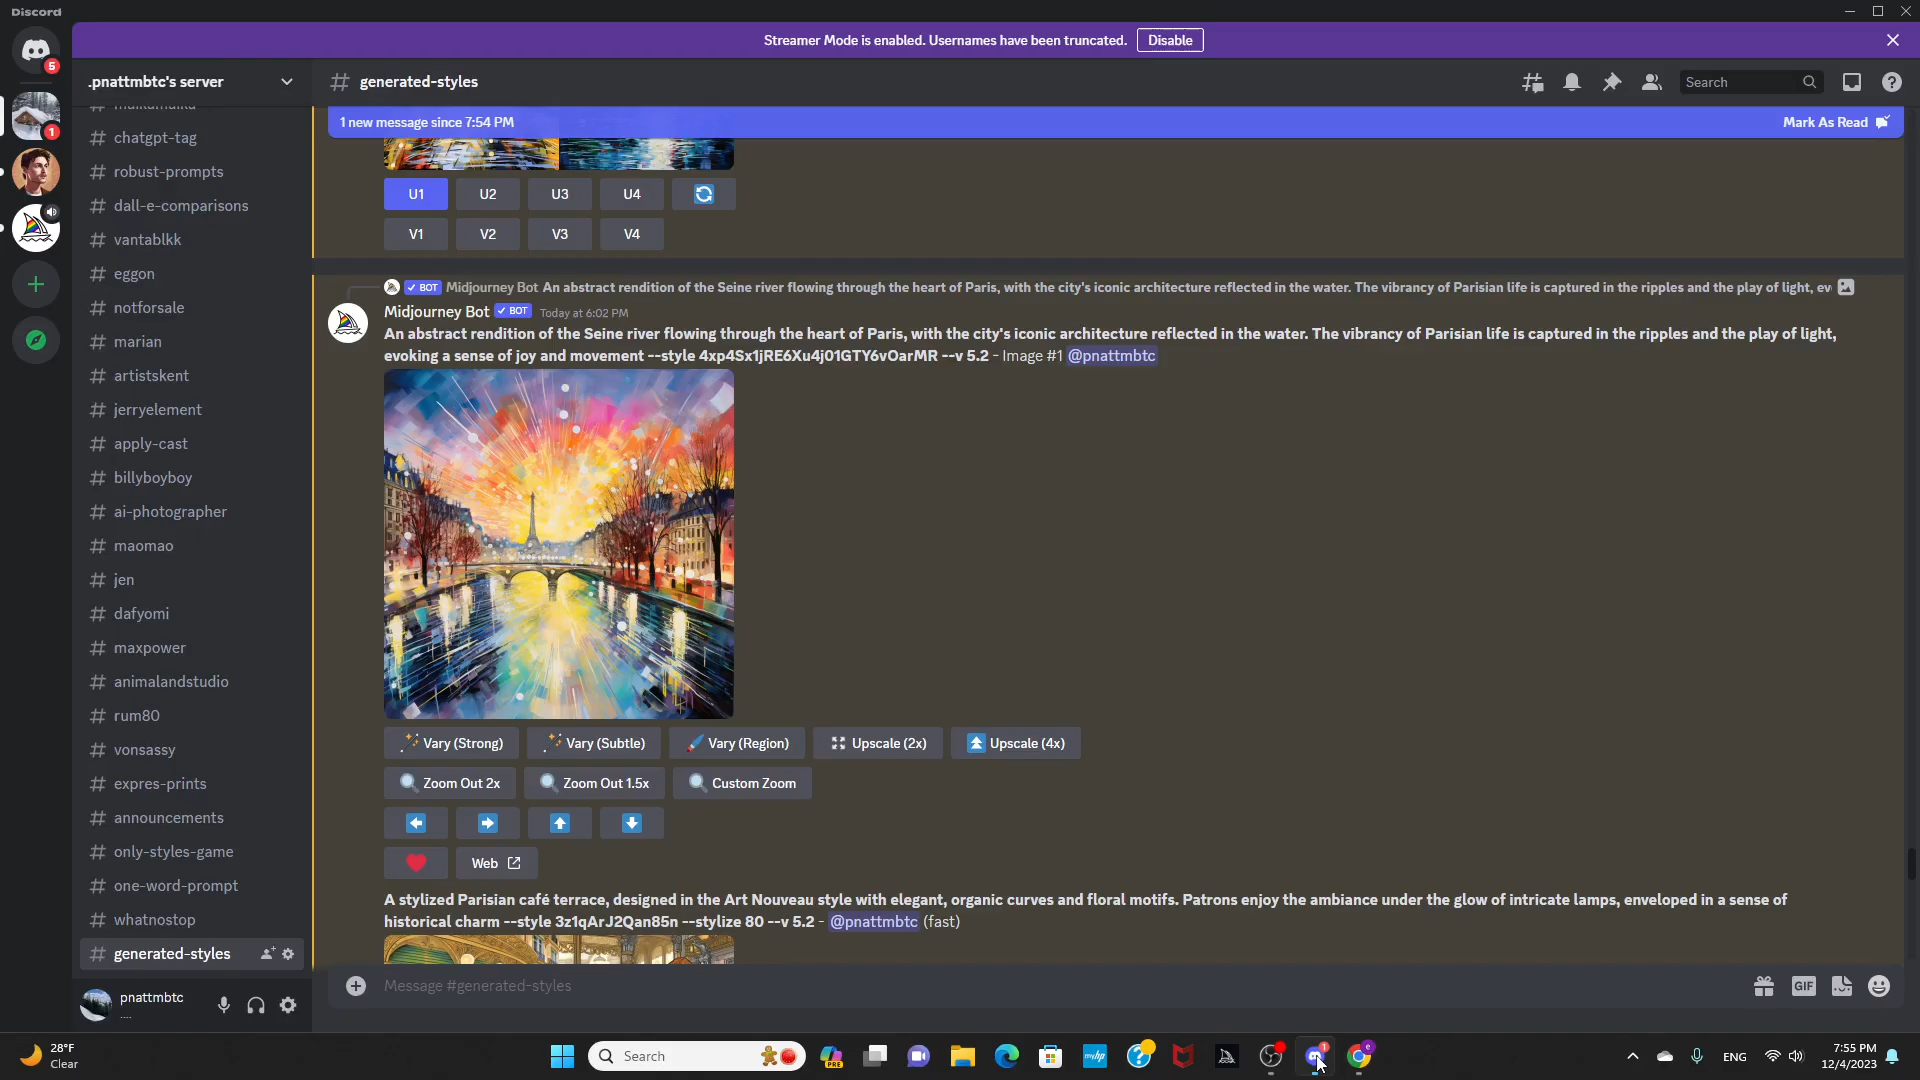 Discord
Streamer Mode is enabled. Usernames have been truncated. Disable
5
.pnattmbtc's server
# generated-styles
Search
1
1 new message since 7:54 PM
Mark As Read
# chatgpt-tag
# robust-prompts
# dall-e-comparisons
# vantablkk
# eggon
# notforsale
# marian
# artistskent
# jerryelement
# apply-cast
# billyboyboy
# ai-photographer
# maomao
# jen
# dafyomi
# maxpower
# animalandstudio
# rum80
# vonsassy
# expres-prints
# announcements
# only-styles-game
# one-word-prompt
# whatnostop
# generated-styles
pnattmbtc
....
U1 U2 U3 U4
V1 V2 V3 V4
✓ BOT Midjourney Bot An abstract rendition of the Seine river flowing through the heart of Paris, with the city's iconic architecture reflected in the water. The vibrancy of Parisian life is captured in the ripples and the play of light, ev
Midjourney Bot ✓ BOT Today at 6:02 PM
An abstract rendition of the Seine river flowing through the heart of Paris, with the city's iconic architecture reflected in the water. The vibrancy of Parisian life is captured in the ripples and the play of light,
evoking a sense of joy and movement --style 4xp4Sx1jRE6Xu4j01GTY6vOarMR --v 5.2 - Image #1 @pnattmbtc
Vary (Strong) Vary (Subtle) Vary (Region) Upscale (2x) Upscale (4x)
Zoom Out 2x Zoom Out 1.5x Custom Zoom
Web
A stylized Parisian café terrace, designed in the Art Nouveau style with elegant, organic curves and floral motifs. Patrons enjoy the ambiance under the glow of intricate lamps, enveloped in a sense of
historical charm --style 3z1qArJ2Qan85n --stylize 80 --v 5.2 - @pnattmbtc (fast)
Message #generated-styles
GIF
28°F
Clear
Search
PRE
myhp
1
e
ENG
7:55 PM
12/4/2023